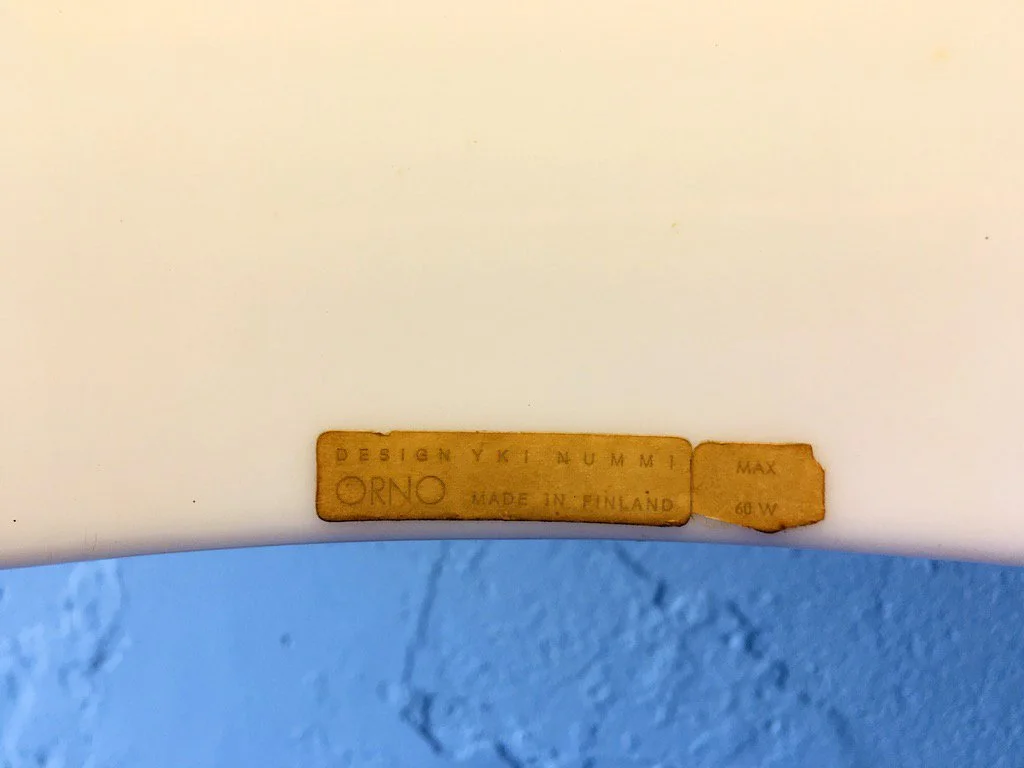 DESIGN YKI NUMMI
ORNO MADE IN FINLAND
MAX
60 W